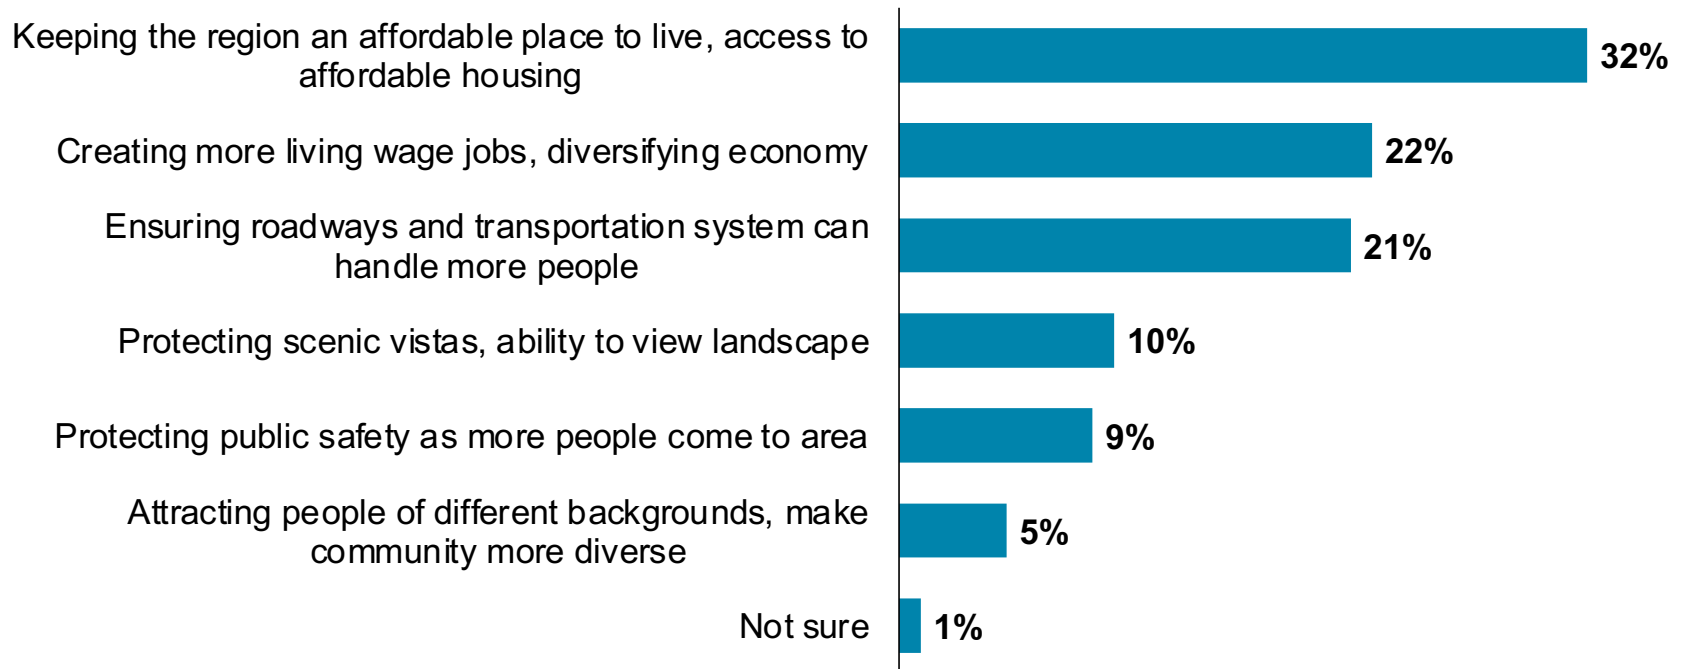 Keeping the region an affordable place to live, access to
affordable housing
32%
Creating more living wage jobs, diversifying economy
22%
Ensuring roadways and transportation system can
handle more people
21%
Protecting scenic vistas, ability to view landscape
10%
Protecting public safety as more people come to area
9%
Attracting people of different backgrounds, make
community more diverse
5%
Not sure
1%